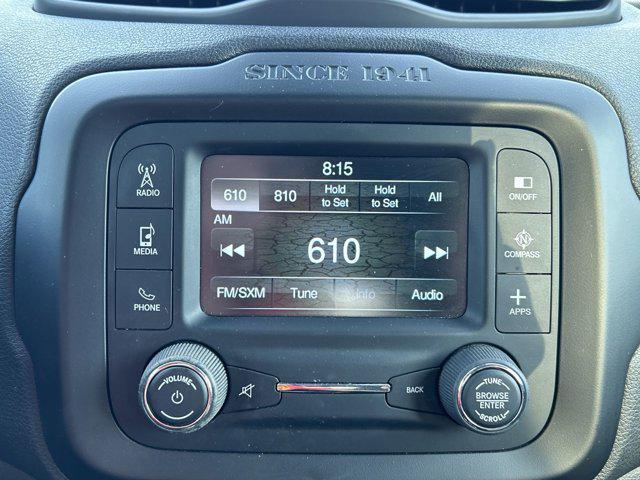 SINCE 1941
8:15
610 810 Hold to Set Hold to Set All
AM
610
FM/SXM Tune Info Audio
RADIO
MEDIA
PHONE
ON/OFF
N
COMPASS
APPS
VOLUME
BACK
TUNE
BROWSE
ENTER
SCROLL